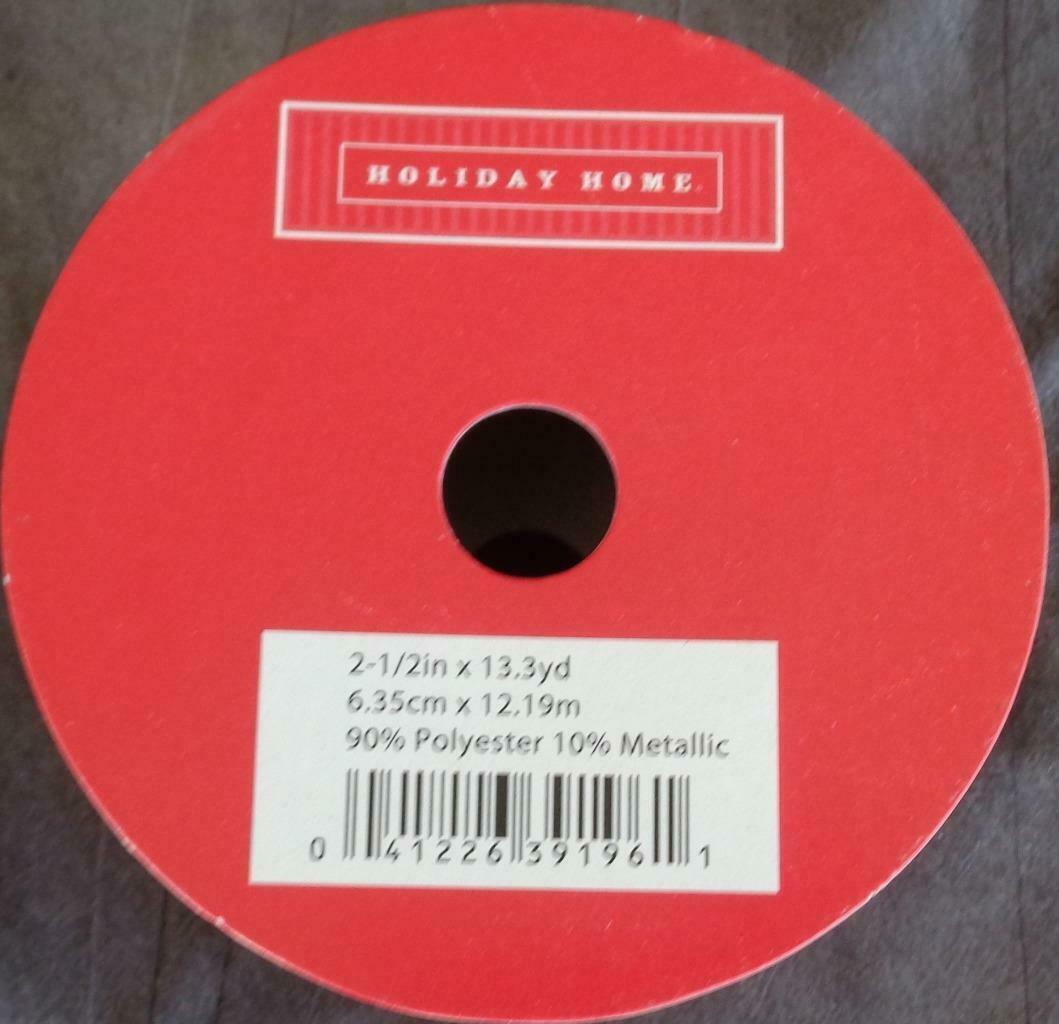 HOLIDAY HOME
2-1/2in x 13.3yd
6.35cm x 12.19m
90% Polyester 10% Metallic
0 41226 39196 1